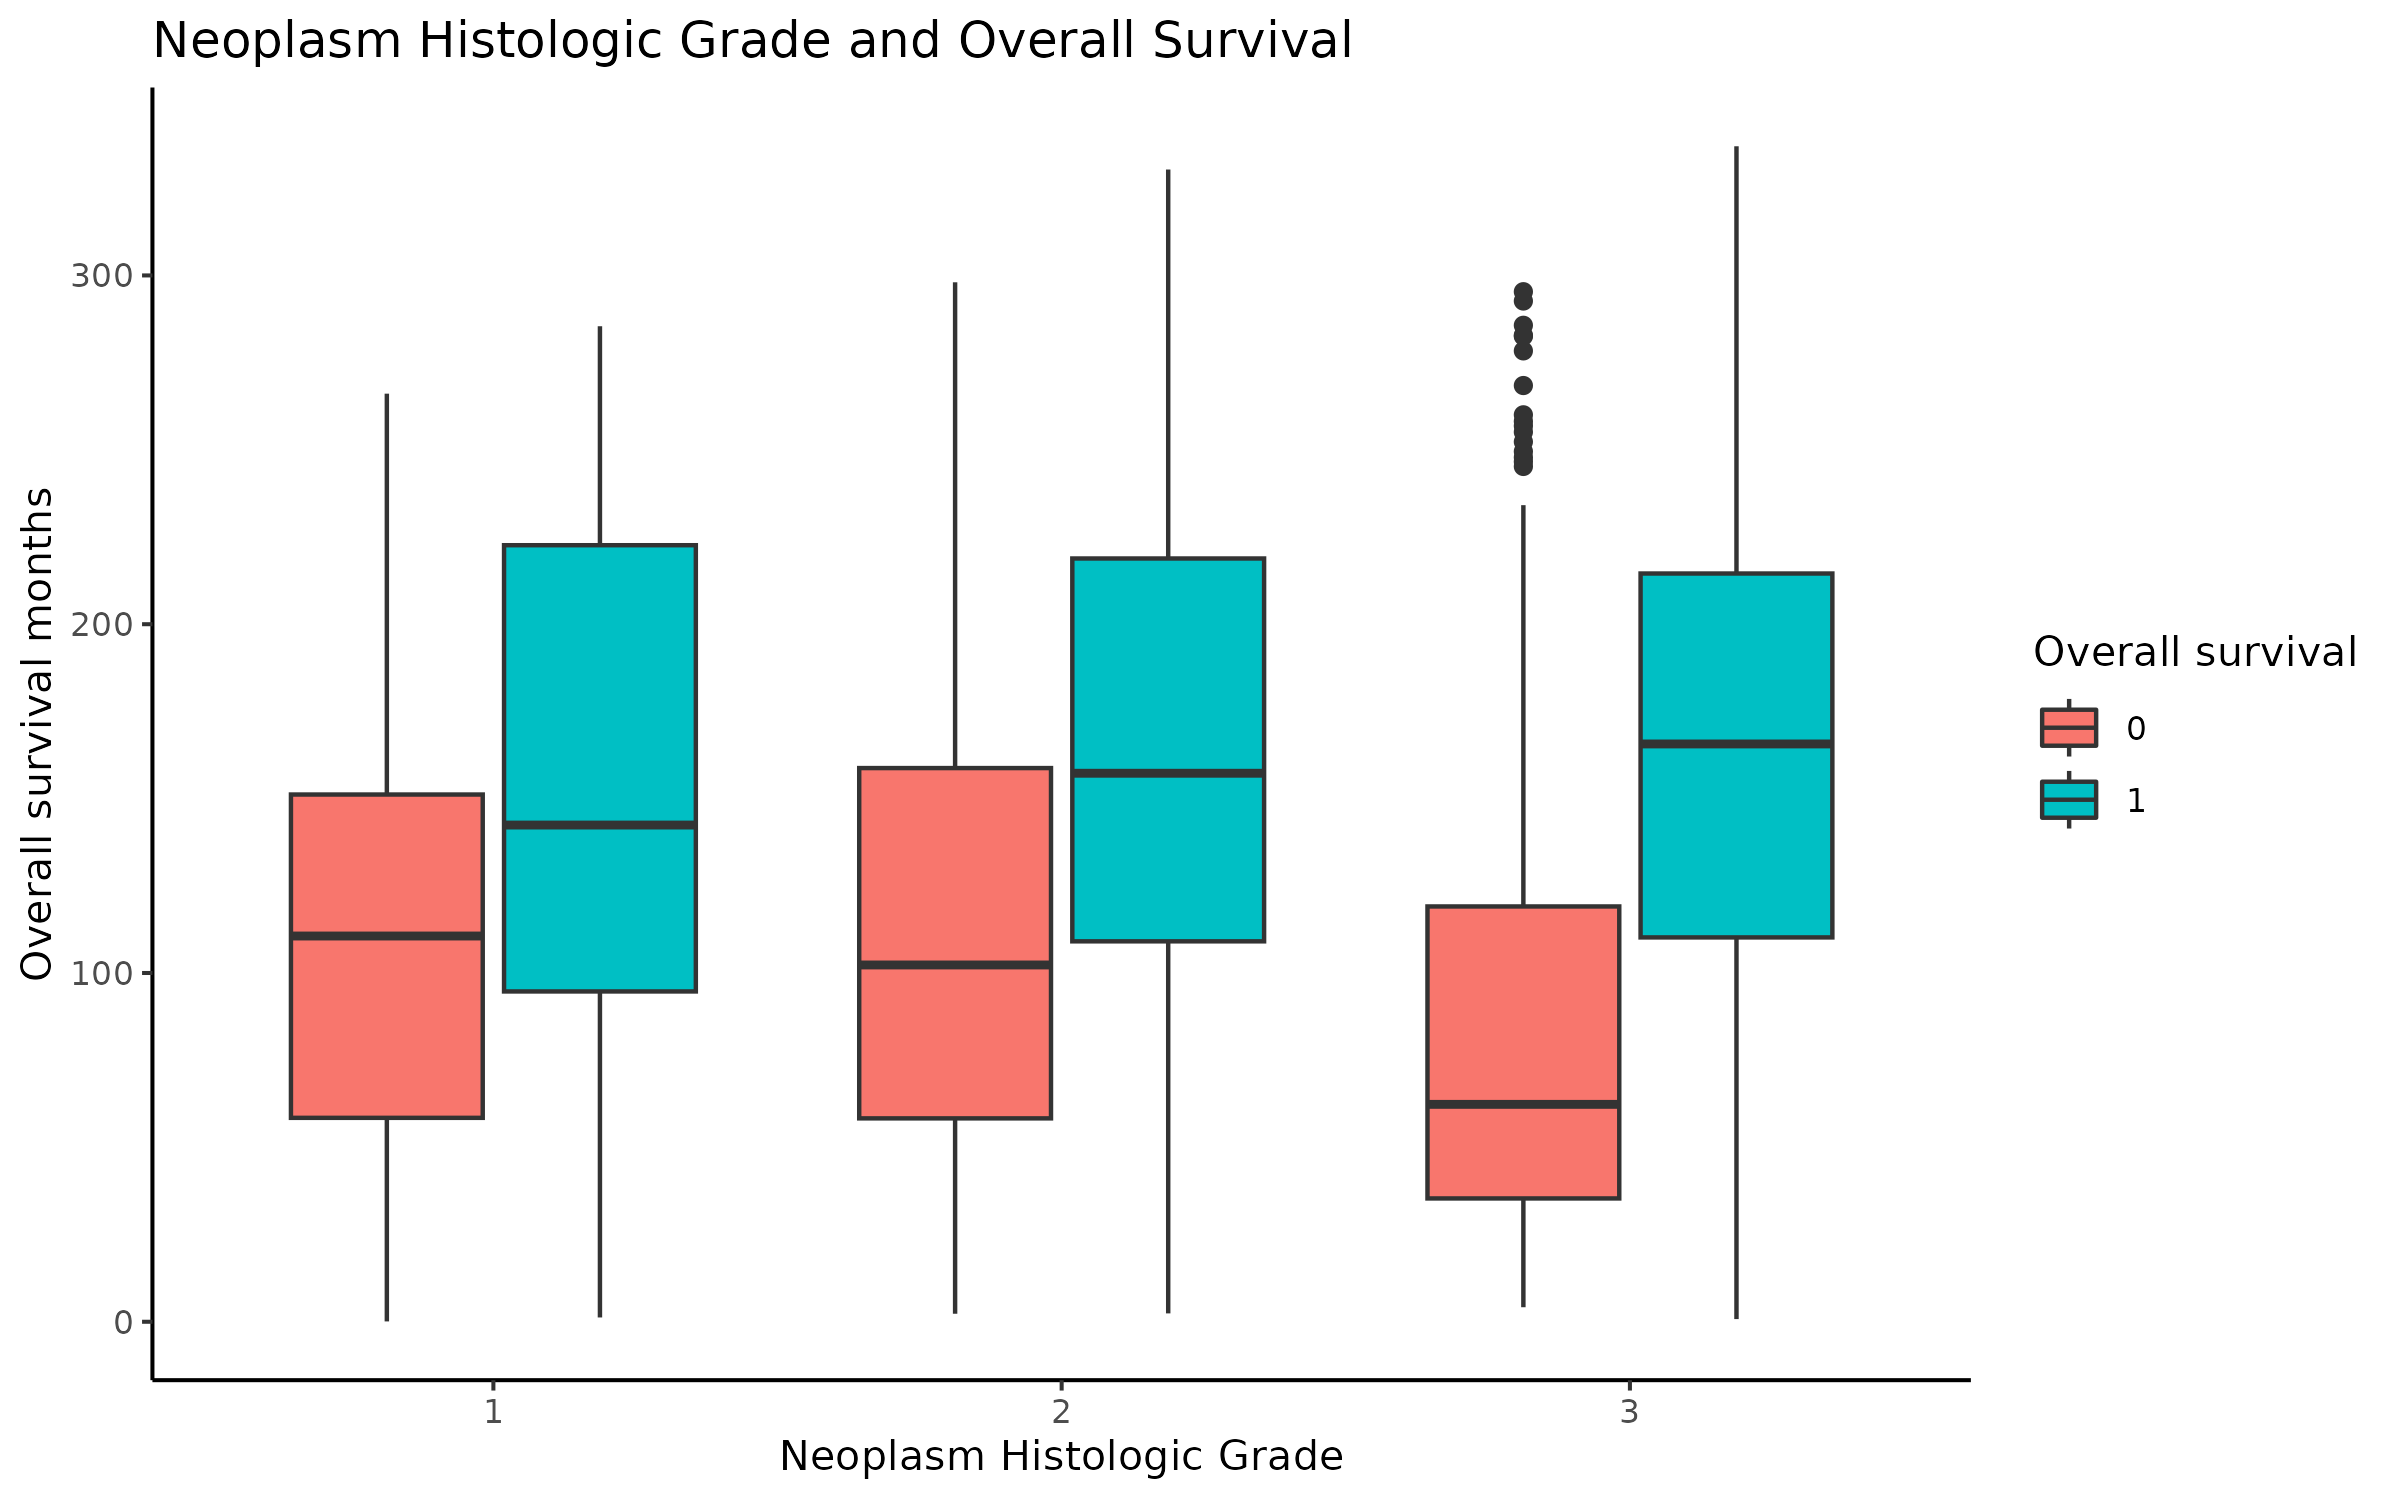 Neoplasm Histologic Grade and Overall Survival
Overall survival months
300
200
100
0
1
2
3
Neoplasm Histologic Grade
Overall survival
0
1